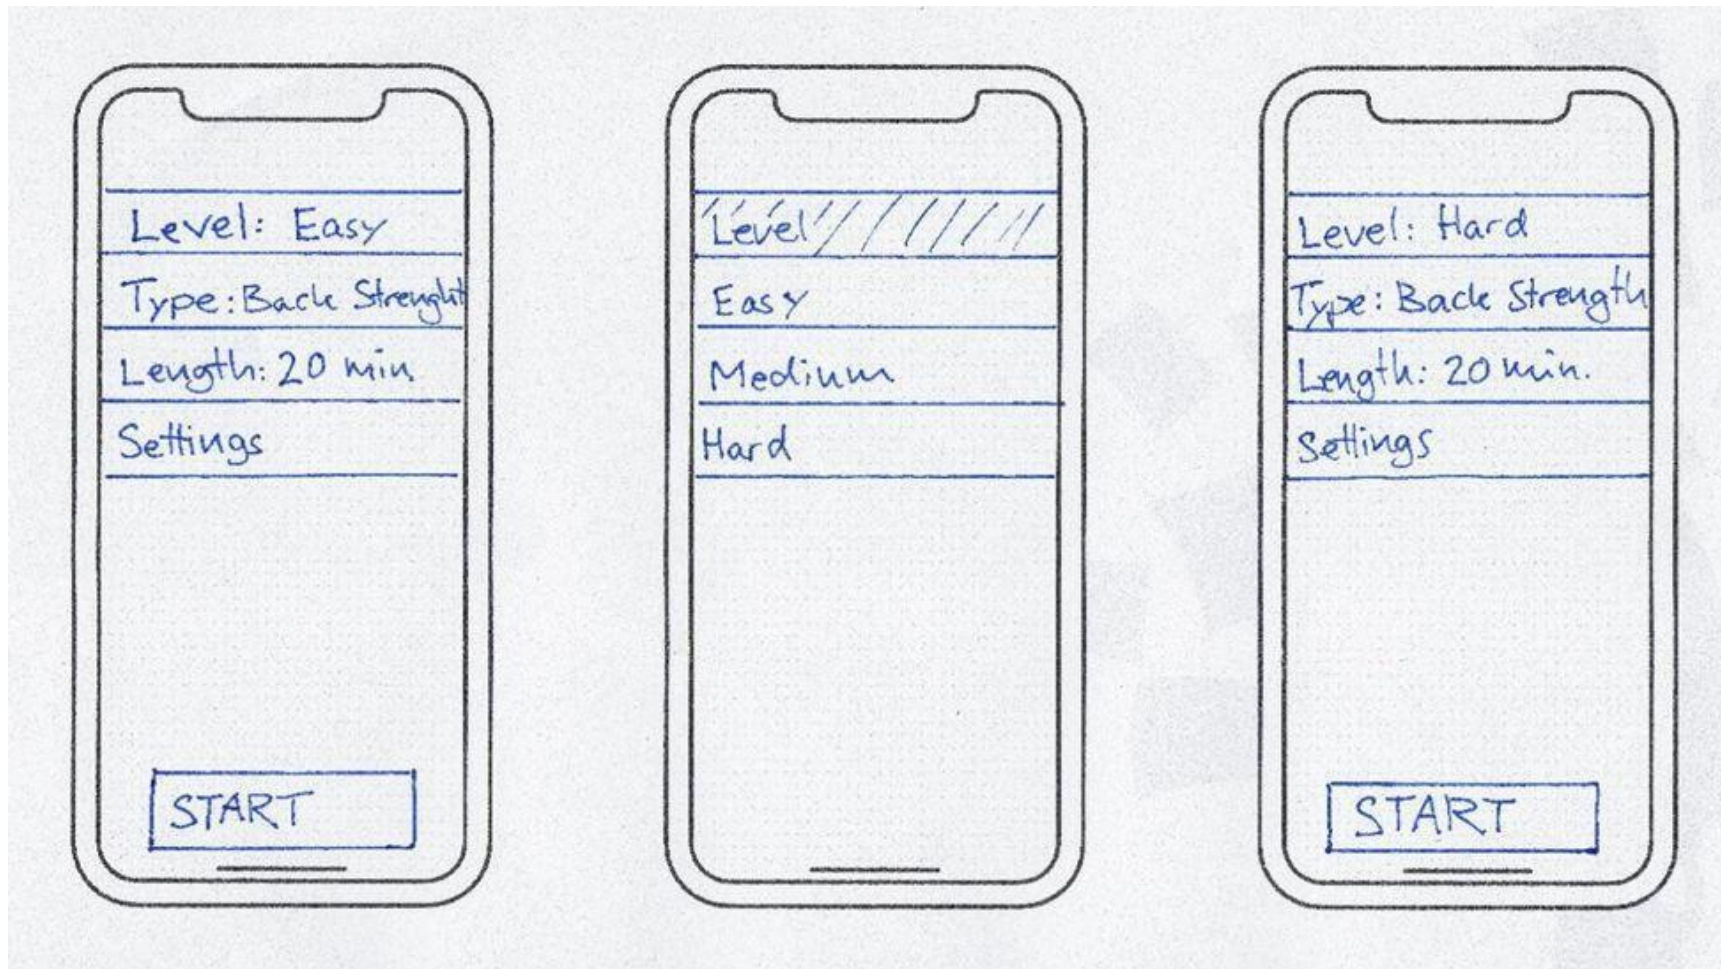 Level: Easy
Type: Back Strenght
Length: 20 min
Settings
START
Level
Easy
Medium
Hard
Level: Hard
Type: Back Strength
Length: 20 min.
Settings
START